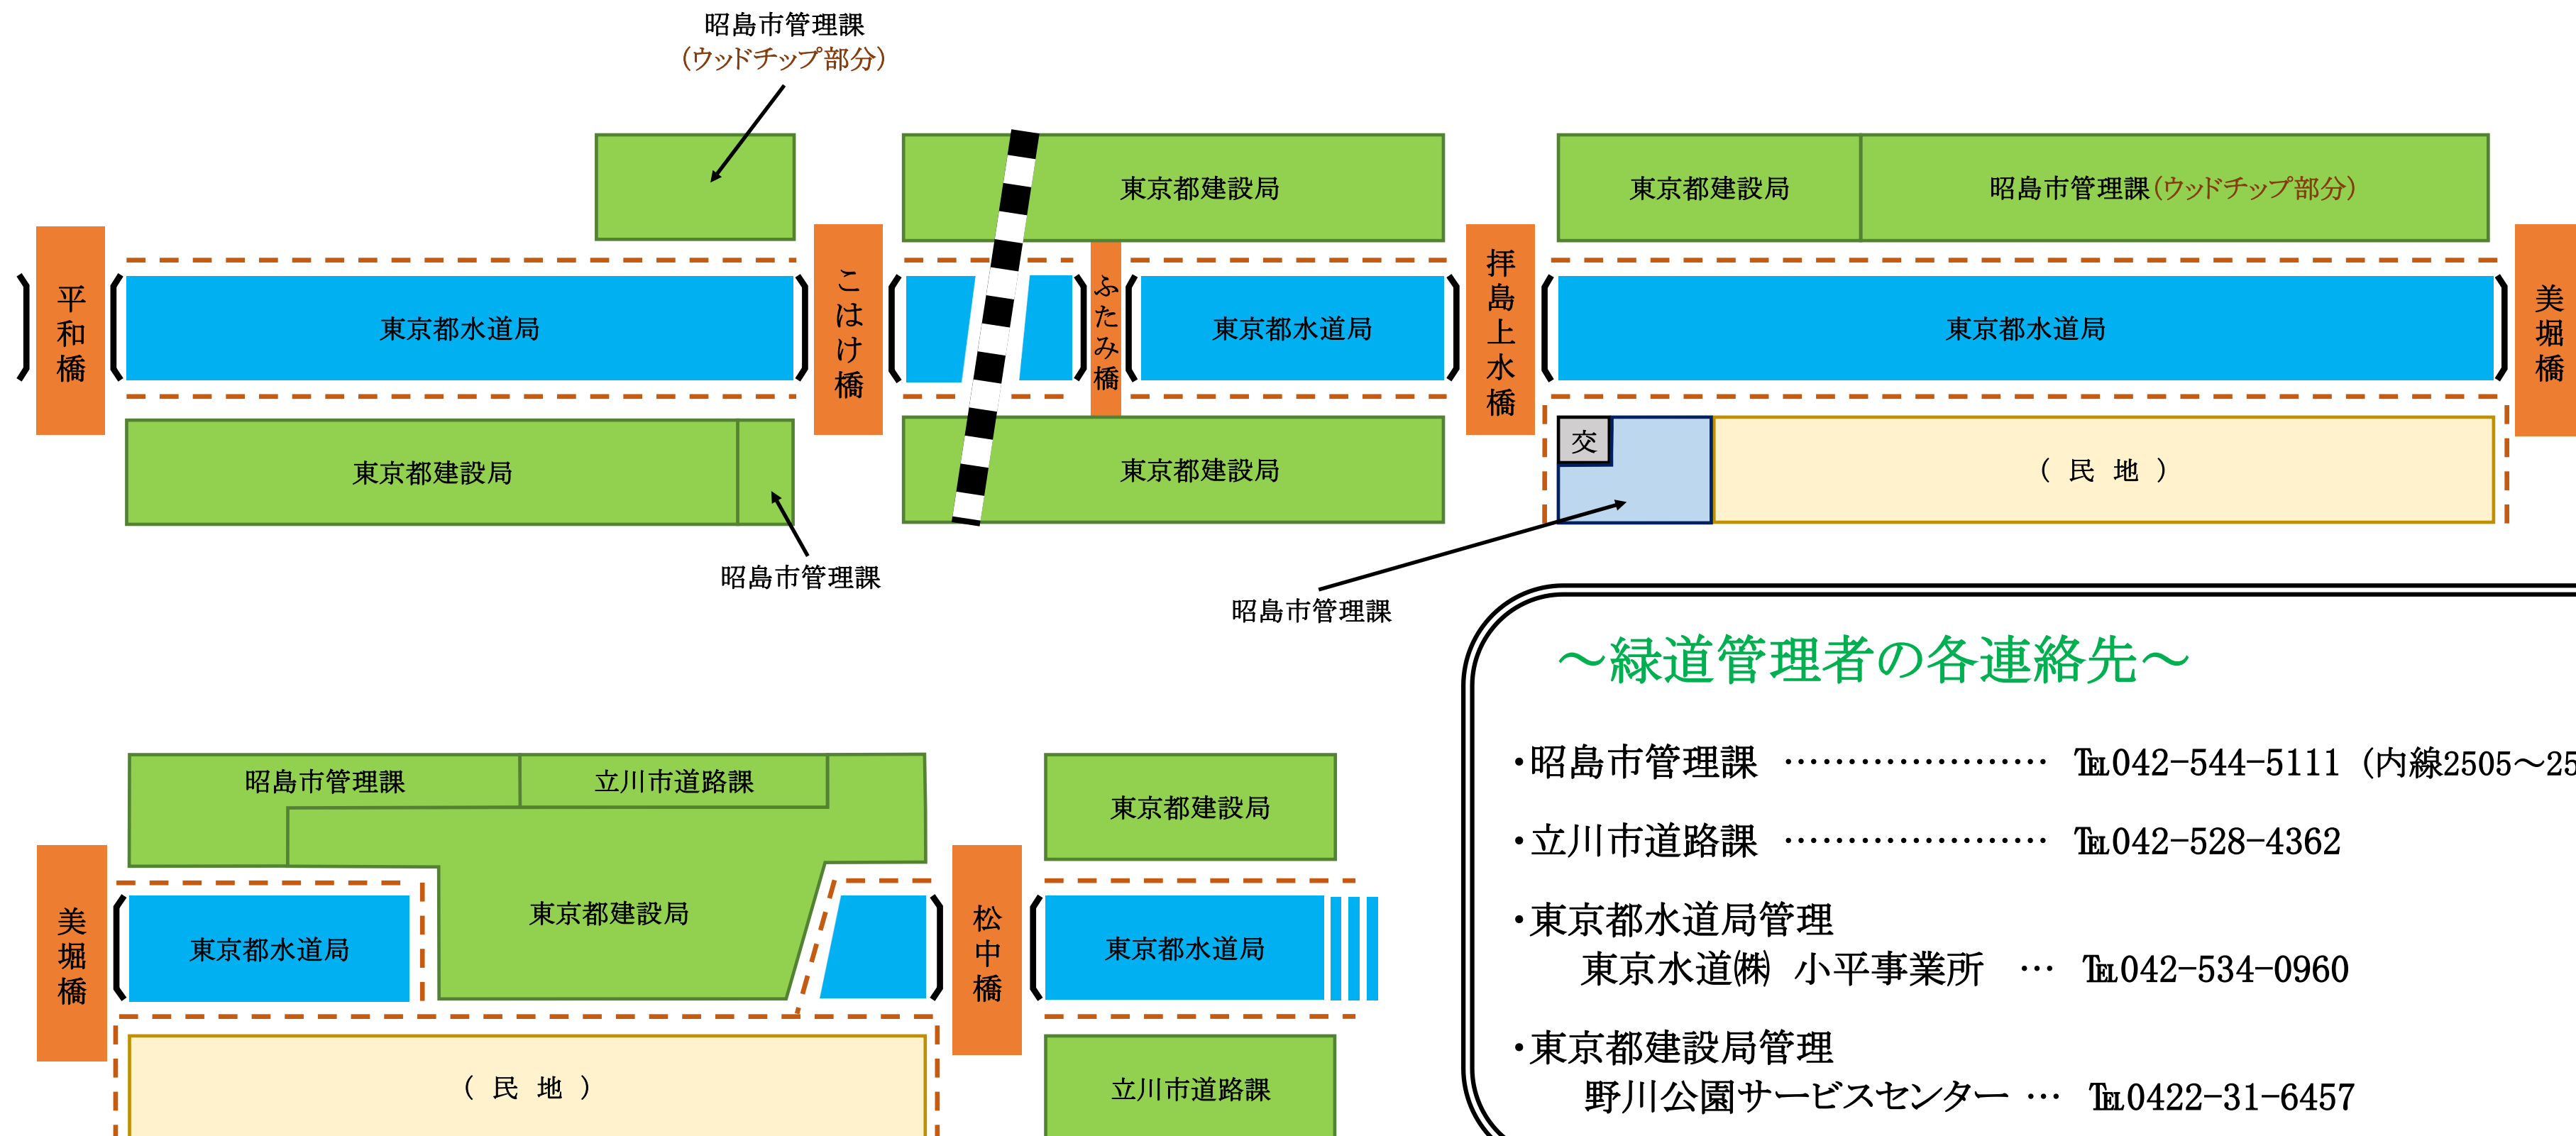 昭島市管理課
（ウッドチップ部分）
東京都建設局
東京都建設局
昭島市管理課（ウッドチップ部分）
平和橋
東京都水道局
こはけ橋
ふたみ橋
東京都水道局
拝島上水橋
東京都水道局
美堀橋
東京都建設局
東京都建設局
交
（ 民 地 ）
昭島市管理課
昭島市管理課
～緑道管理者の各連絡先～
・昭島市管理課 ………………… ℡042-544-5111 （内線2505～25
・立川市道路課 ………………… ℡042-528-4362
・東京都水道局管理
東京水道㈱ 小平事業所 … ℡042-534-0960
・東京都建設局管理
野川公園サービスセンター … ℡0422-31-6457
昭島市管理課
立川市道路課
東京都建設局
美堀橋
東京都水道局
東京都建設局
松中橋
東京都水道局
（ 民 地 ）
立川市道路課